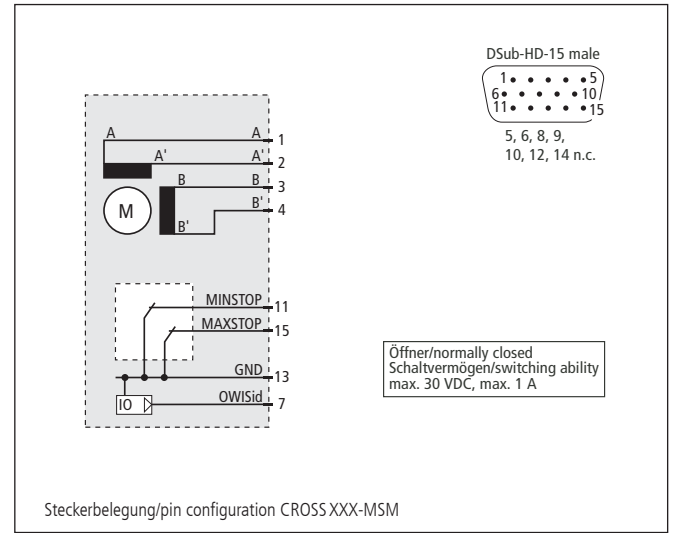 DSub-HD-15 male
1 5
6 10
11 15
5, 6, 8, 9,
10, 12, 14 n.c.
A A 1
A' A' 2
B B 3
B' 4
M
B'
MINSTOP 11
MAXSTOP 15
GND 13
IO OWISid 7
Öffner/normally closed
Schaltvermögen/switching ability
max. 30 VDC, max. 1 A
Steckerbelegung/pin configuration CROSS XXX-MSM